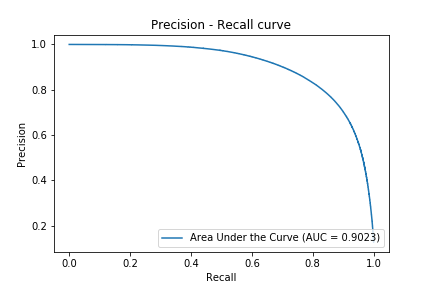 Precision - Recall curve
1.0
0.8
0.6
0.4
0.2
Precision
Area Under the Curve (AUC = 0.9023)
0.0 0.2 0.4 0.6 0.8 1.0
Recall